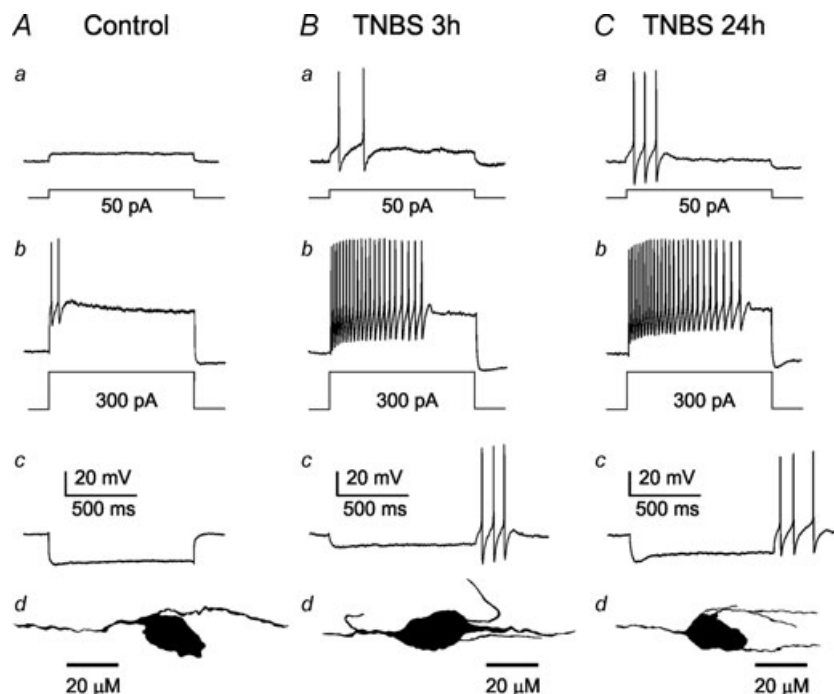 A Control B TNBS 3h C TNBS 24h
a a a
50 pA 50 pA 50 pA
b b b
300 pA 300 pA 300 pA
c c c
20 mV 20 mV 20 mV
500 ms 500 ms 500 ms
d d d
20 µM 20 µM 20 µM